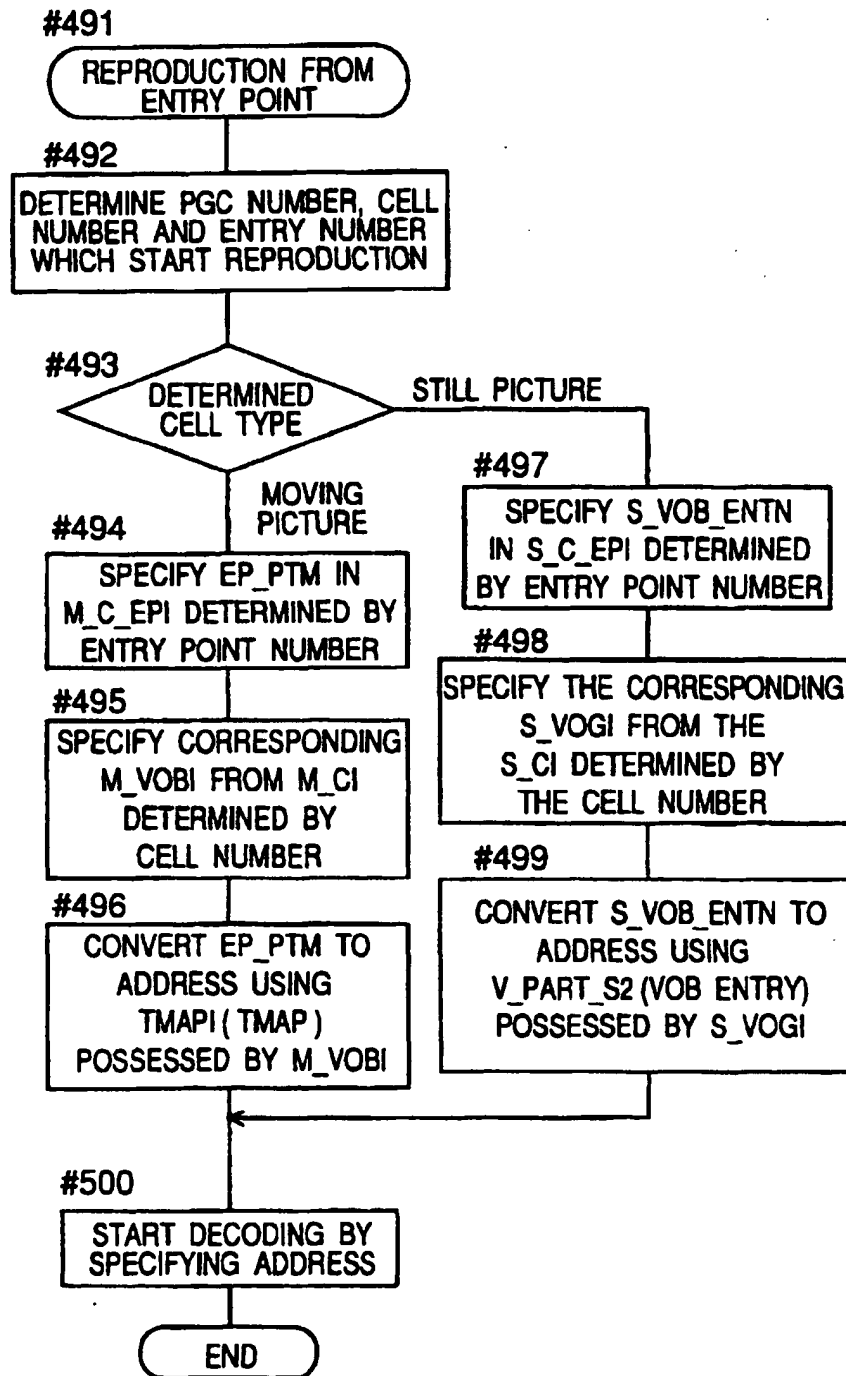 #491
REPRODUCTION FROM
ENTRY POINT
#492
DETERMINE PGC NUMBER, CELL
NUMBER AND ENTRY NUMBER
WHICH START REPRODUCTION
#493
DETERMINED
CELL TYPE
STILL PICTURE
MOVING
PICTURE
#494
SPECIFY EP_PTM IN
M_C_EPI DETERMINED BY
ENTRY POINT NUMBER
#495
SPECIFY CORRESPONDING
M_VOBI FROM M_CI
DETERMINED BY
CELL NUMBER
#496
CONVERT EP_PTM TO
ADDRESS USING
TMAPI ( TMAP )
POSSESSED BY M_VOBI
#497
SPECIFY S_VOB_ENTN
IN S_C_EPI DETERMINED
BY ENTRY POINT NUMBER
#498
SPECIFY THE CORRESPONDING
S_VOGI FROM THE
S_CI DETERMINED BY
THE CELL NUMBER
#499
CONVERT S_VOB_ENTN TO
ADDRESS USING
V_PART_S2 (VOB ENTRY)
POSSESSED BY S_VOGI
#500
START DECODING BY
SPECIFYING ADDRESS
END